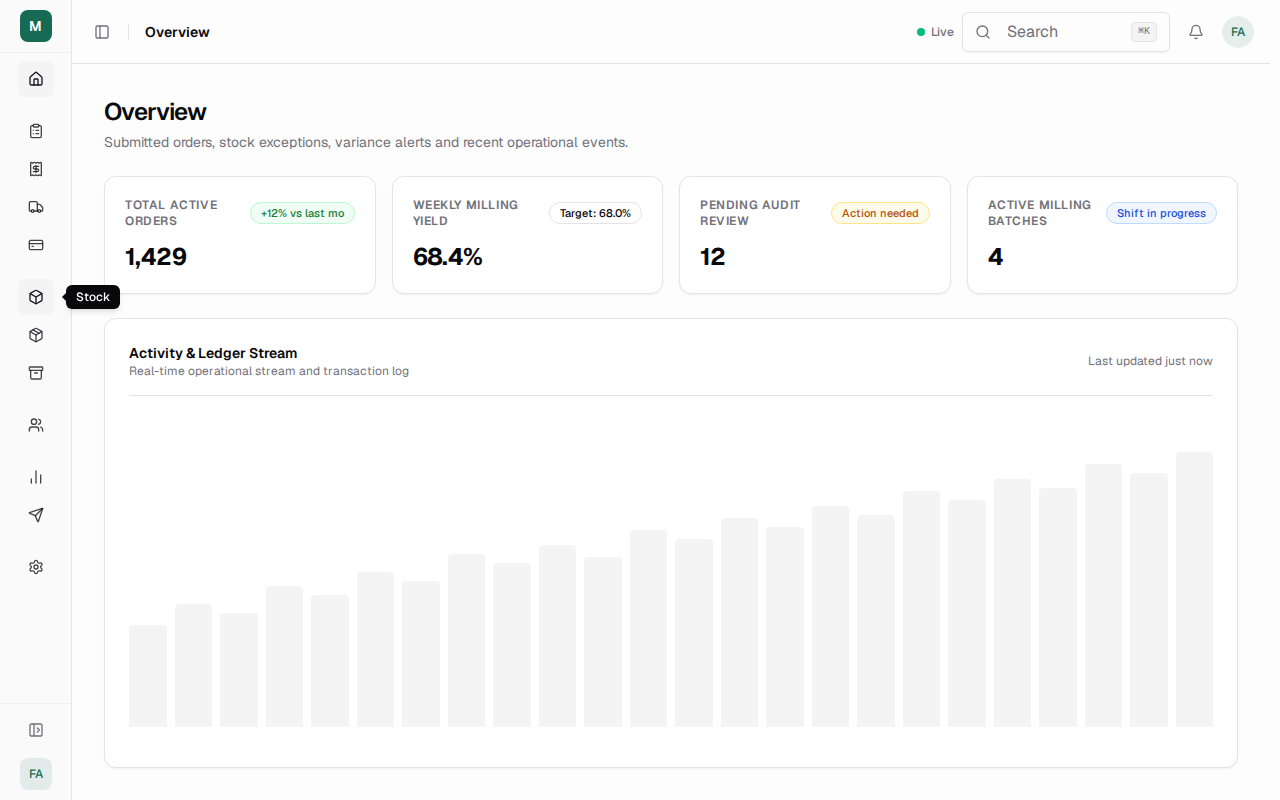 M
Overview
Live
Search
⌘K
FA
Overview
Submitted orders, stock exceptions, variance alerts and recent operational events.
TOTAL ACTIVE
ORDERS
+12% vs last mo
1,429
WEEKLY MILLING
YIELD
Target: 68.0%
68.4%
PENDING AUDIT
REVIEW
Action needed
12
ACTIVE MILLING
BATCHES
Shift in progress
4
Stock
Activity & Ledger Stream
Real-time operational stream and transaction log
Last updated just now
FA